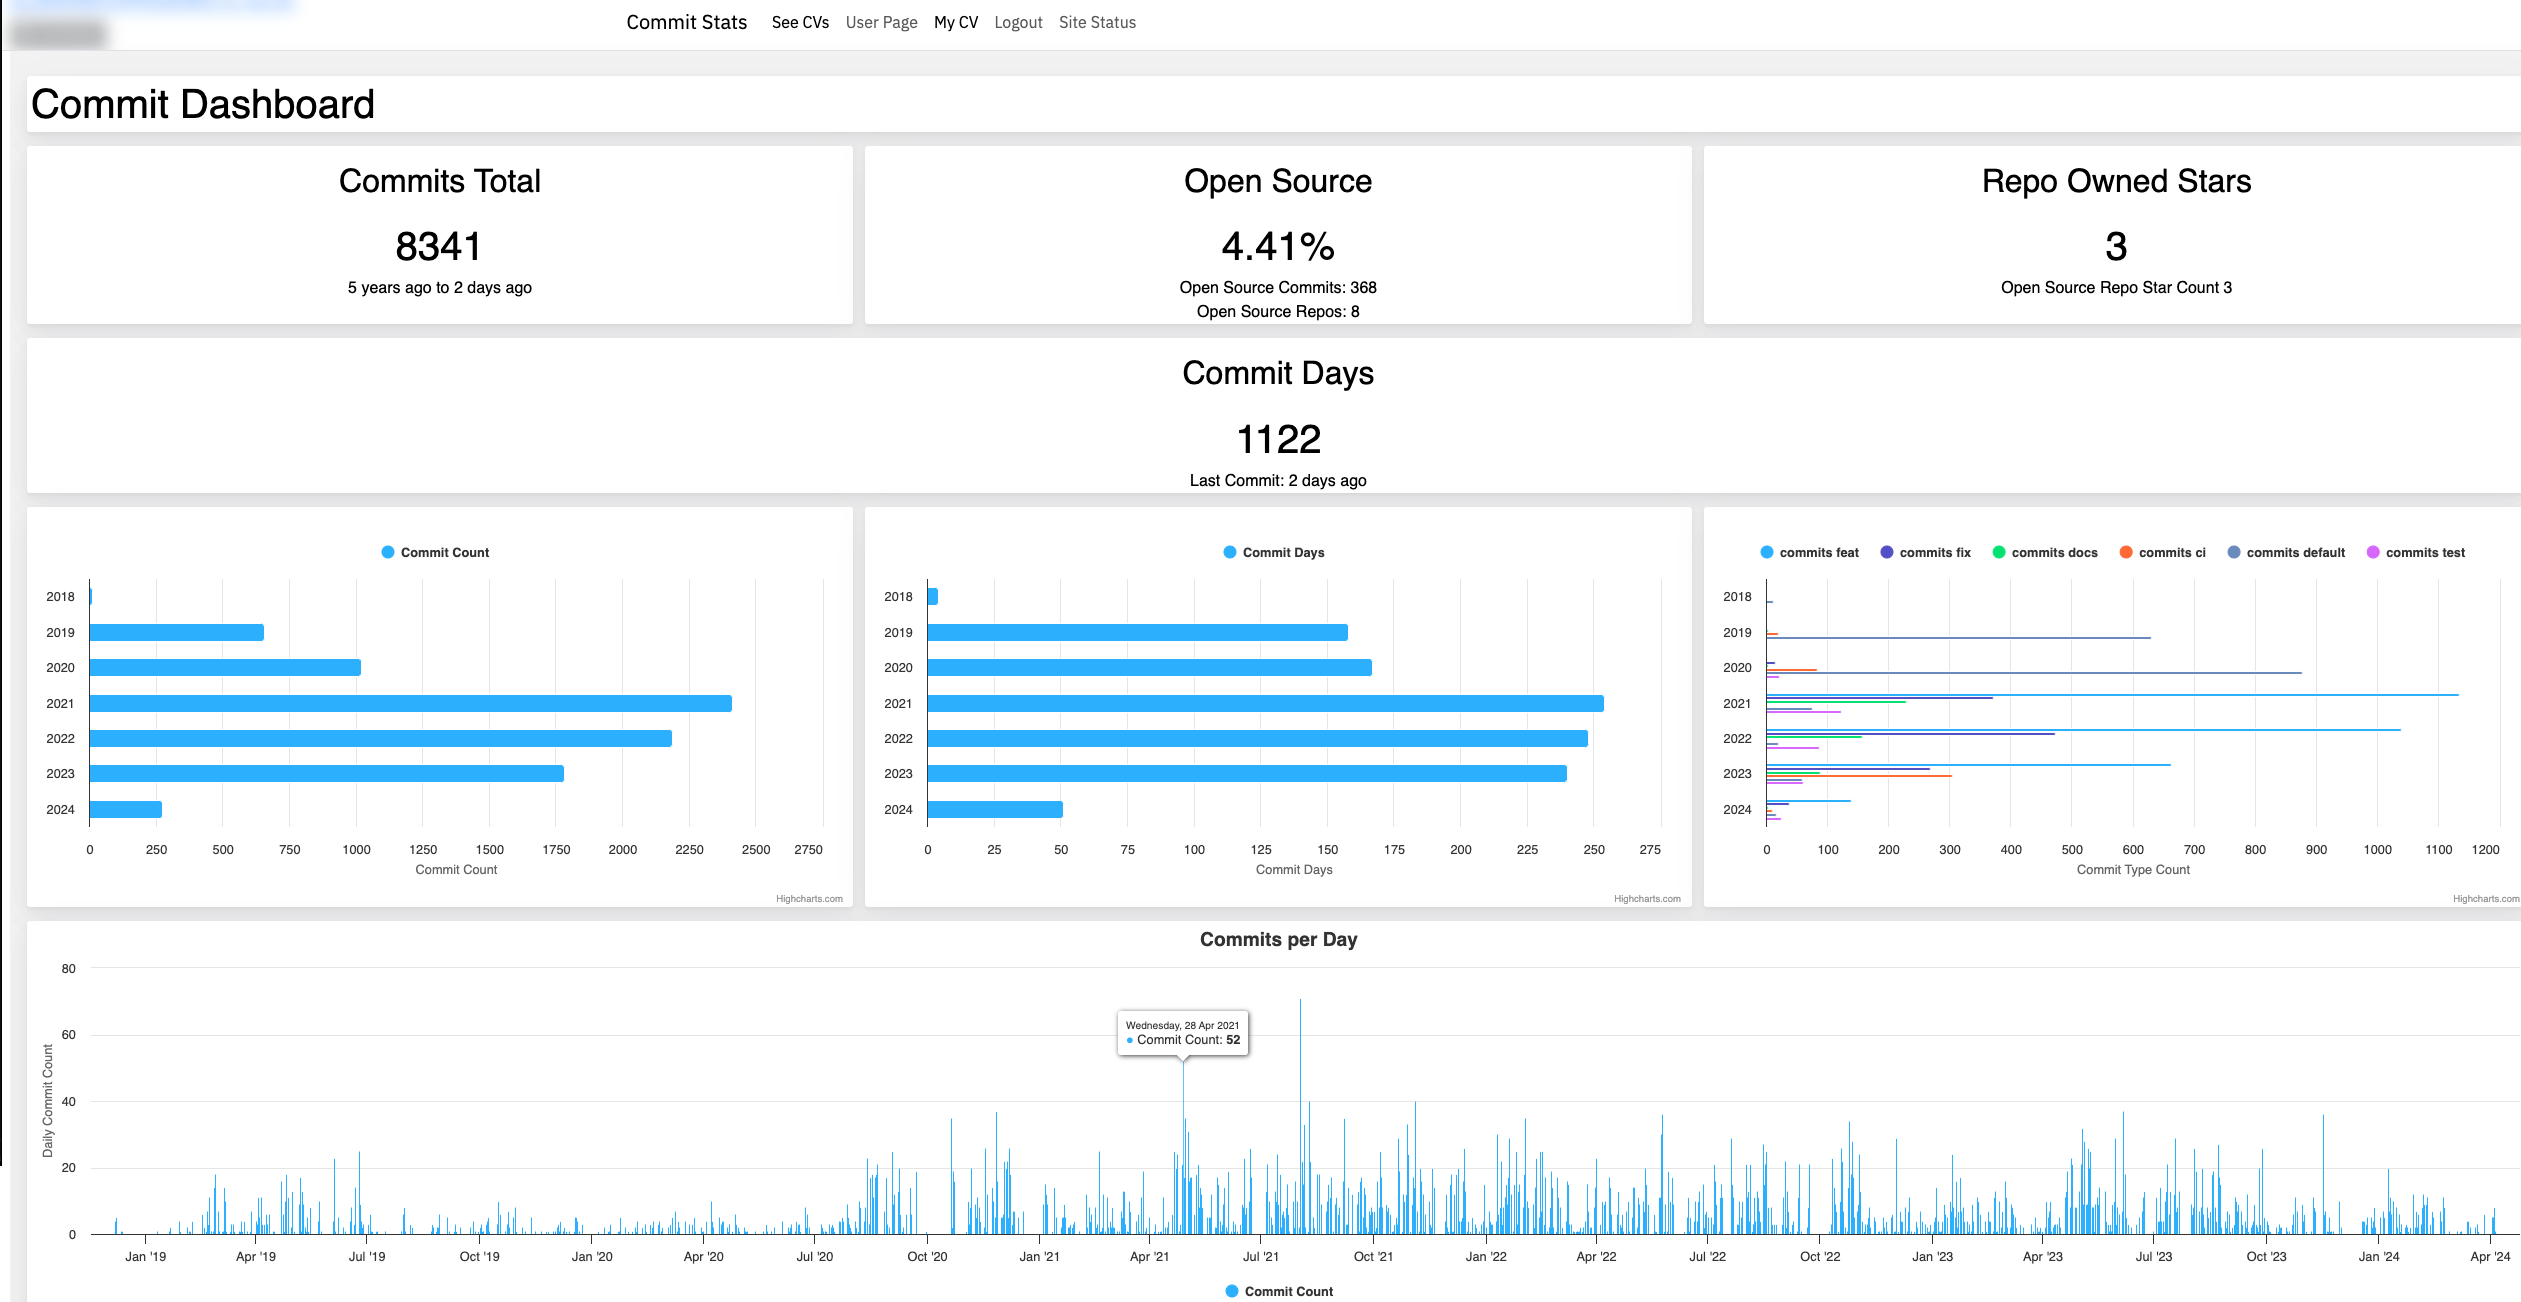 Commit Stats See CVs User Page My CV Logout Site Status
Commit Dashboard
Commits Total
8341
5 years ago to 2 days ago
Open Source
4.41%
Open Source Commits: 368
Open Source Repos: 8
Repo Owned Stars
3
Open Source Repo Star Count 3
Commit Days
1122
Last Commit: 2 days ago
Commit Count
2018
2019
2020
2021
2022
2023
2024
0 250 500 750 1000 1250 1500 1750 2000 2250 2500 2750
Commit Count
Highcharts.com
Commit Days
2018
2019
2020
2021
2022
2023
2024
0 25 50 75 100 125 150 175 200 225 250 275
Commit Days
Highcharts.com
commits feat commits fix commits docs commits ci commits default commits test
2018
2019
2020
2021
2022
2023
2024
0 100 200 300 400 500 600 700 800 900 1000 1100 1200
Commit Type Count
Highcharts.com
Commits per Day
Daily Commit Count
80
60
40
20
0
Wednesday, 28 Apr 2021
Commit Count: 52
Jan '19 Apr '19 Jul '19 Oct '19 Jan '20 Apr '20 Jul '20 Oct '20 Jan '21 Apr '21 Jul '21 Oct '21 Jan '22 Apr '22 Jul '22 Oct '22 Jan '23 Apr '23 Jul '23 Oct '23 Jan '24 Apr '24
Commit Count